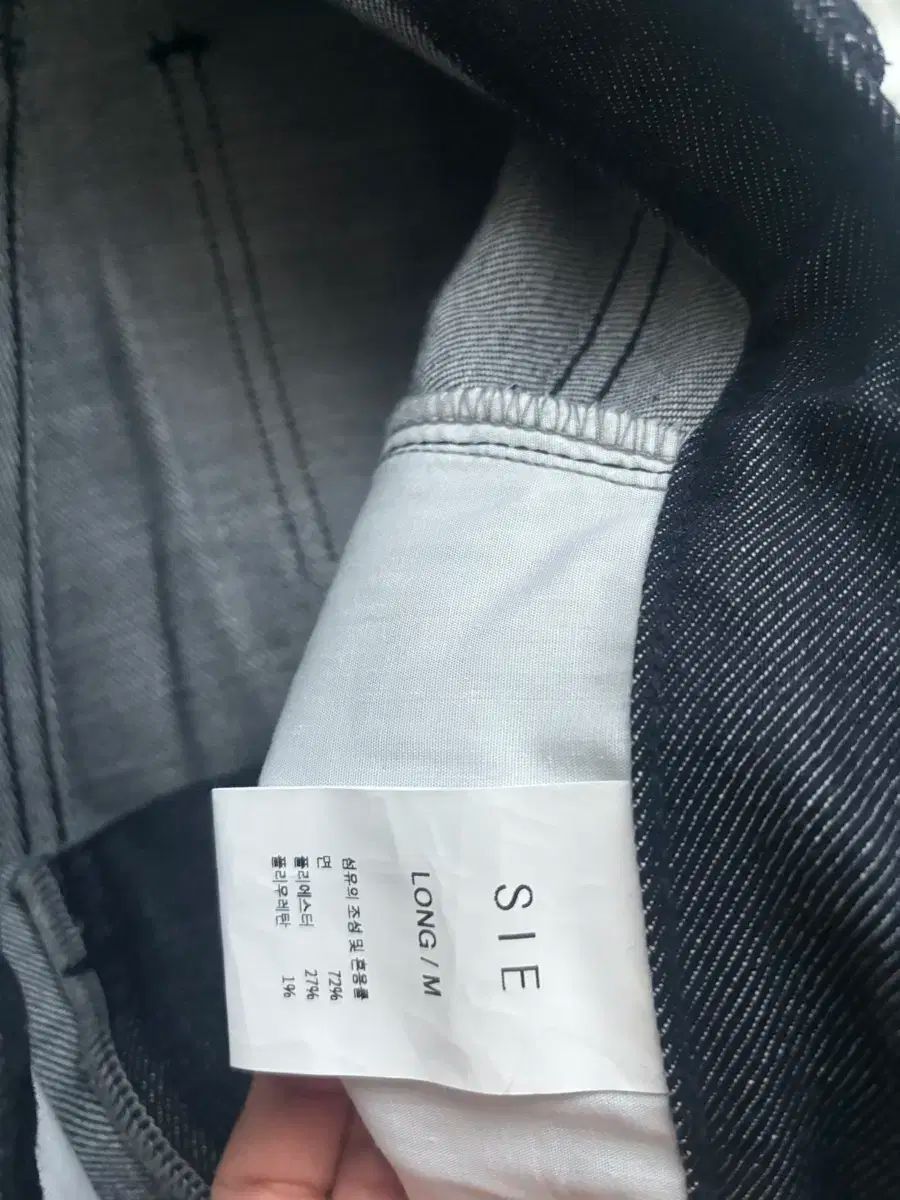 SIE
LONG / M
섬유의 조성 및 혼용률
면 72%
폴리에스터 27%
폴리우레탄 1%